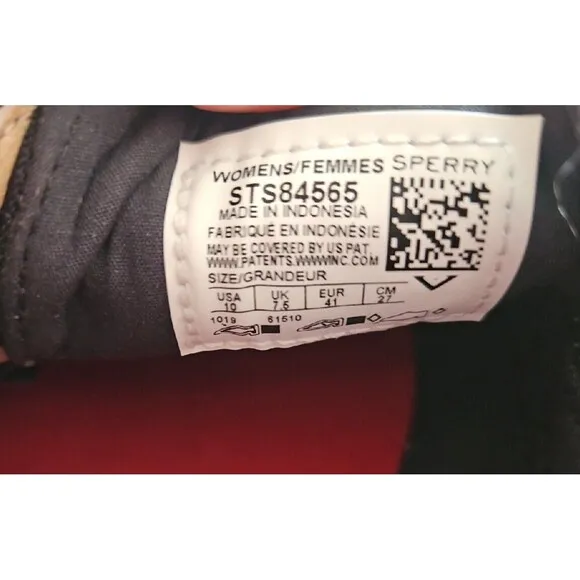 WOMENS/FEMMES SPERRY
STS84565
MADE IN INDONESIA
FABRIQUÉ EN INDONÉSIE
MAY BE COVERED BY US PAT.
WWW.PATENTS.WWWINC.COM
SIZE/GRANDEUR
USA UK EUR CM
10 7.5 41 27
1019 61510